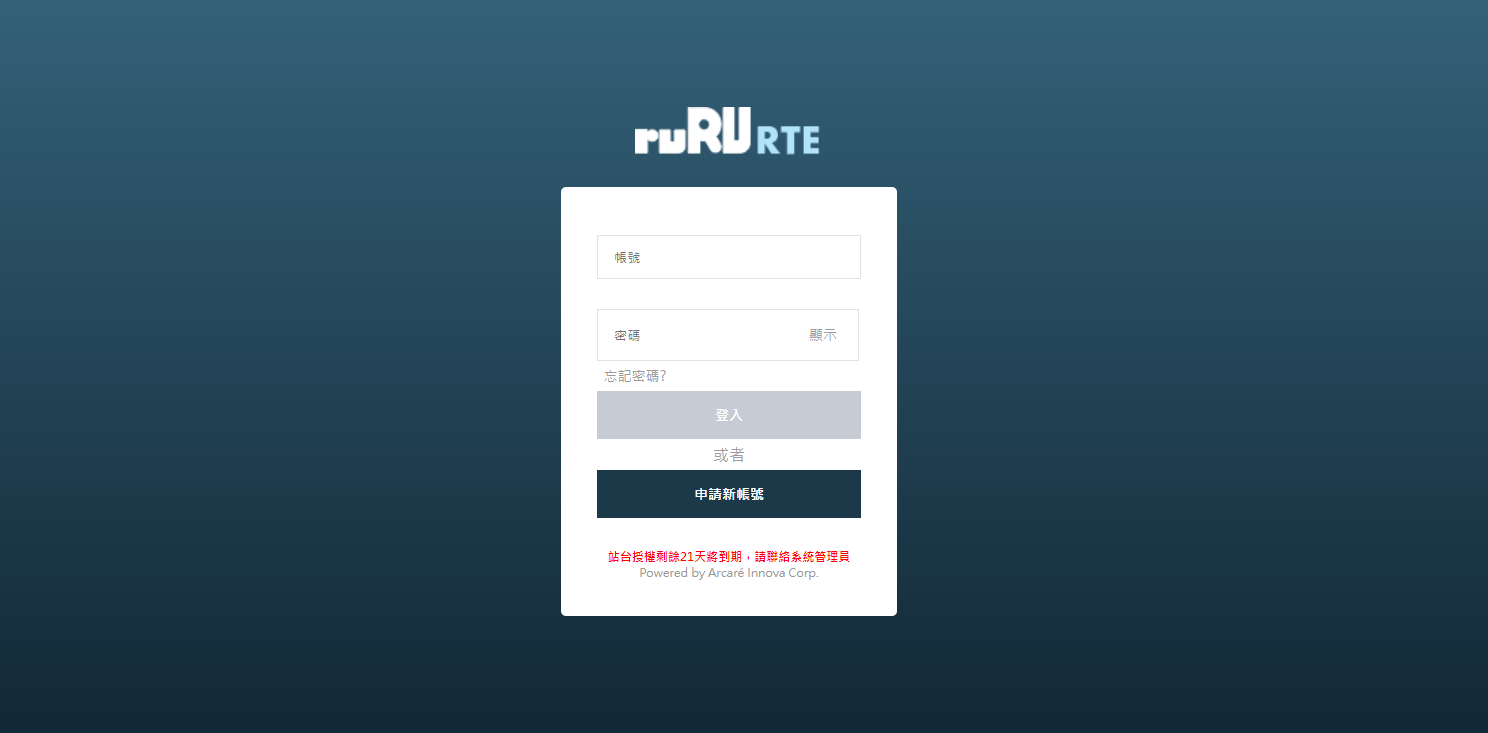 ruRU RTE
帳號
密碼 顯示
忘記密碼?
登入
或者
申請新帳號
站台授權剩餘21天將到期，請聯絡系統管理員
Powered by Arcaré Innova Corp.